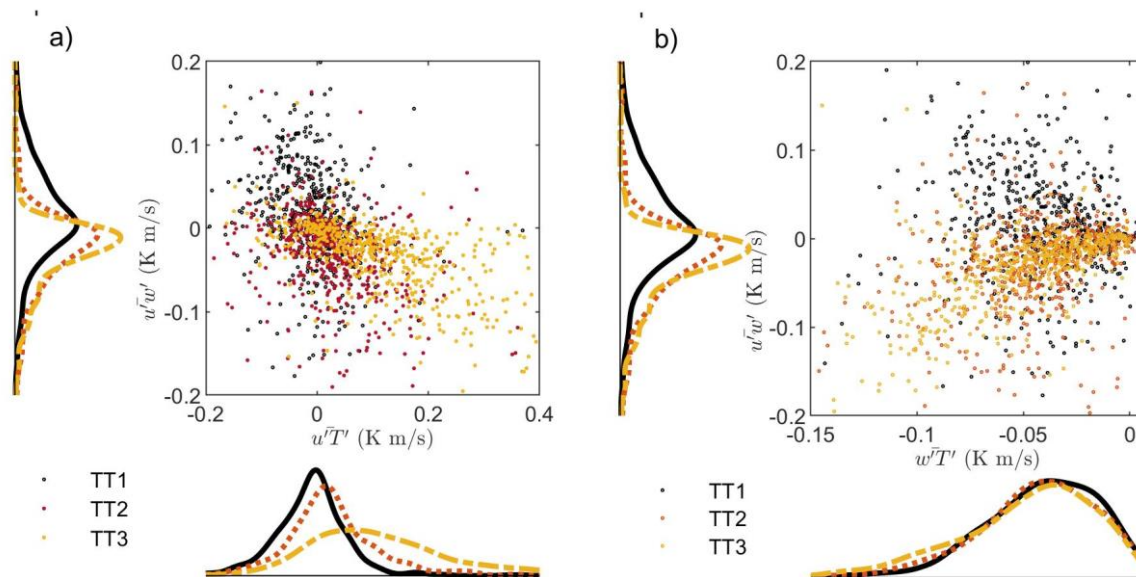 a)
0.2
0.1
0
-0.1
-0.2
u'w̄' (K m/s)
-0.2 0 0.2 0.4
u'T̄' (K m/s)
TT1
TT2
TT3
b)
0.2
0.1
0
-0.1
-0.2
u'w̄' (K m/s)
-0.15 -0.1 -0.05 0
w'T̄' (K m/s)
TT1
TT2
TT3